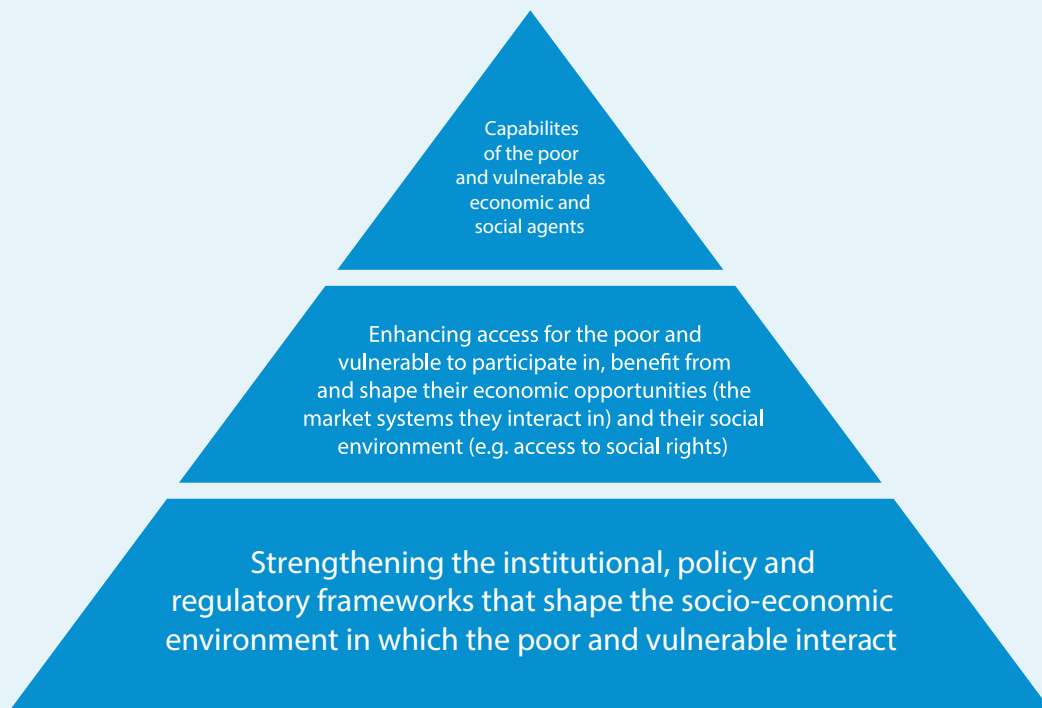 Capabilites
of the poor
and vulnerable as
economic and
social agents
Enhancing access for the poor and
vulnerable to participate in, benefit from
and shape their economic opportunities (the
market systems they interact in) and their social
environment (e.g. access to social rights)
Strengthening the institutional, policy and
regulatory frameworks that shape the socio-economic
environment in which the poor and vulnerable interact